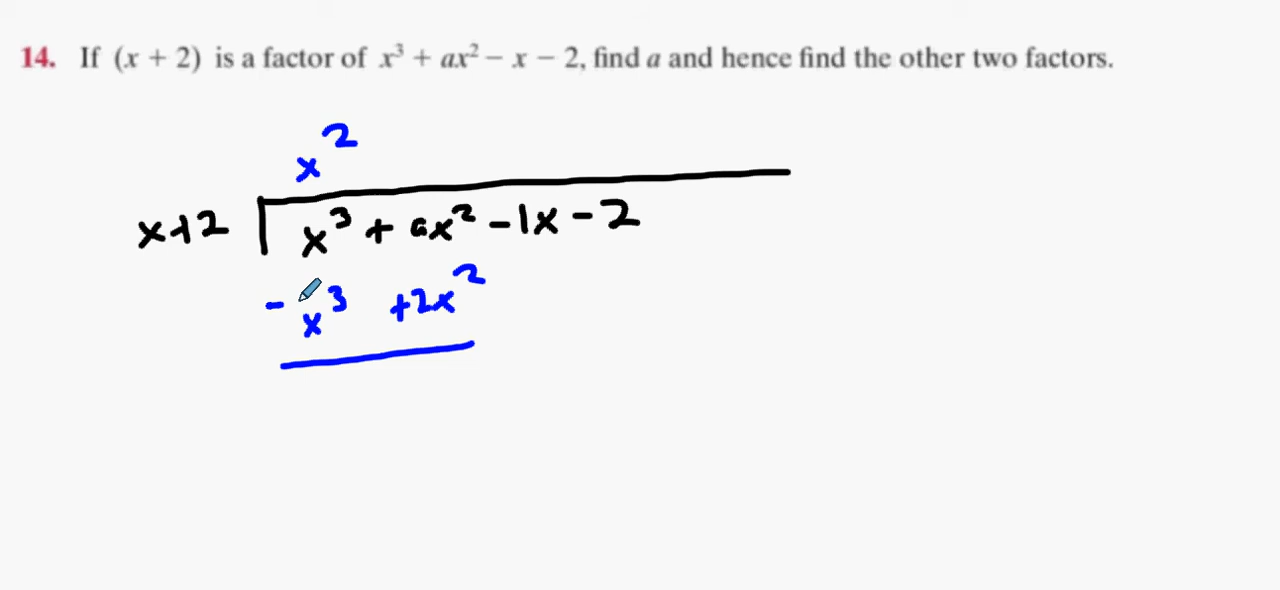 14. If (x + 2) is a factor of x³ + ax² − x − 2, find a and hence find the other two factors.
x²
x+2 x³ + ax² -1x - 2
- x³ +2x²